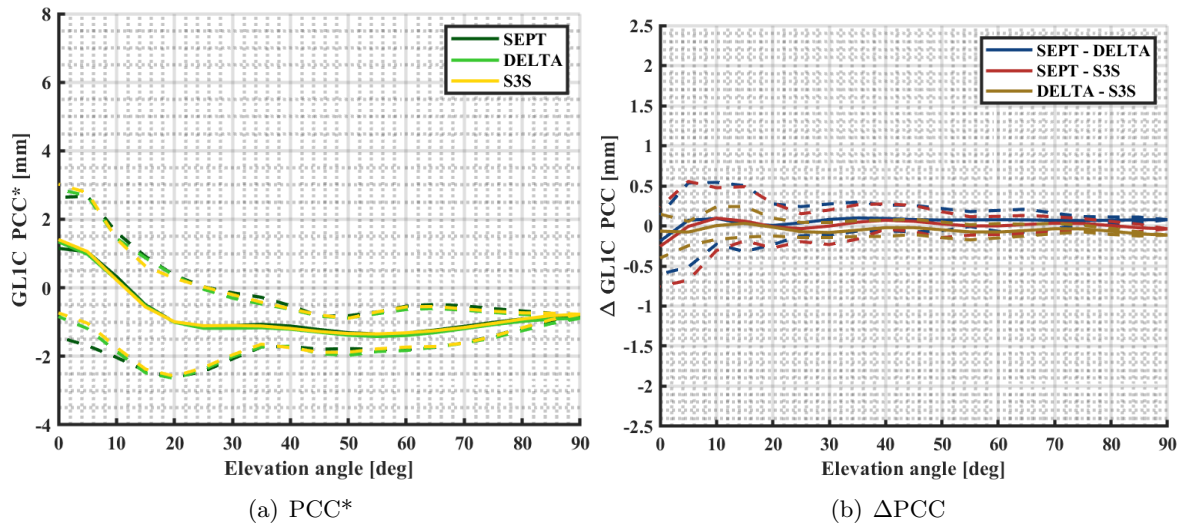 8
6
4
2
0
-2
-4
GL1C PCC* [mm]
SEPT
DELTA
S3S
0 10 20 30 40 50 60 70 80 90
Elevation angle [deg]
(a) PCC*
2.5
2
1.5
1
0.5
0
-0.5
-1
-1.5
-2
-2.5
Δ GL1C PCC [mm]
SEPT - DELTA
SEPT - S3S
DELTA - S3S
0 10 20 30 40 50 60 70 80 90
Elevation angle [deg]
(b) ΔPCC